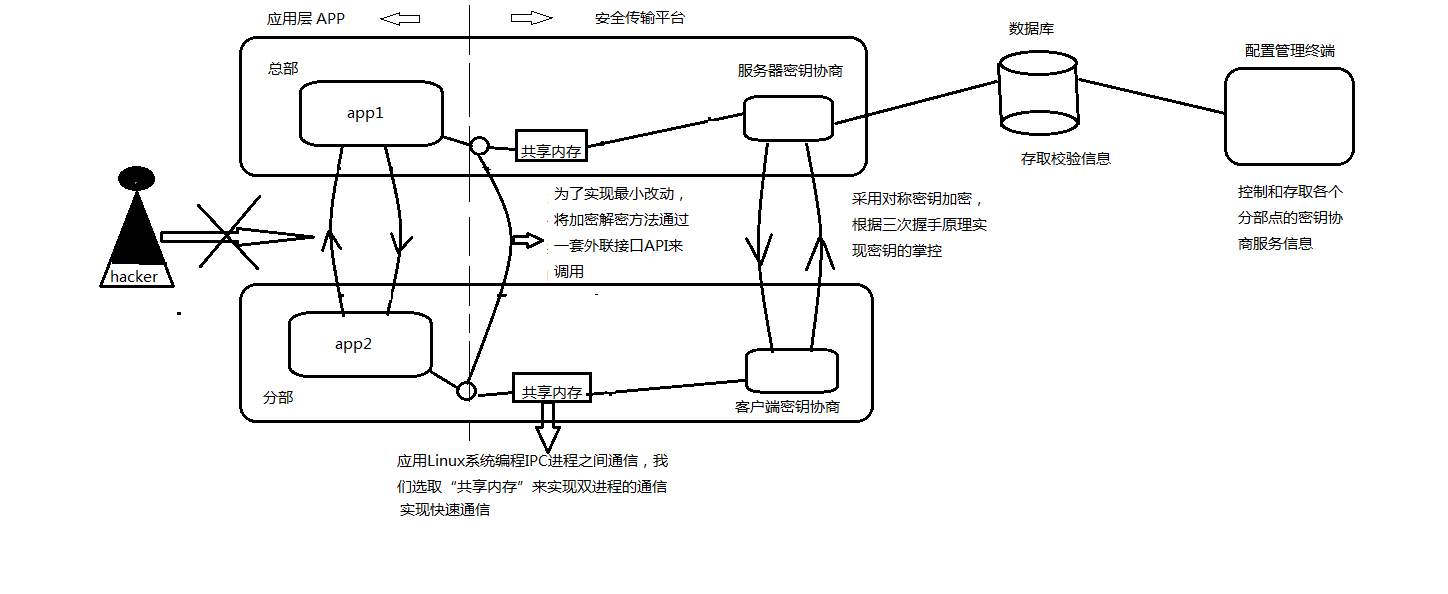 应用层 APP
安全传输平台
数据库
配置管理终端
总部
服务器密钥协商
app1
共享内存
存取校验信息
为了实现最小改动，
将加密解密方法通过
一套外联接口API来
调用
采用对称密钥加密，
根据三次握手原理实
现密钥的掌控
控制和存取各个
分部点的密钥协
商服务信息
hacker
app2
分部
共享内存
客户端密钥协商
应用Linux系统编程IPC进程之间通信，我
们选取“共享内存”来实现双进程的通信
实现快速通信